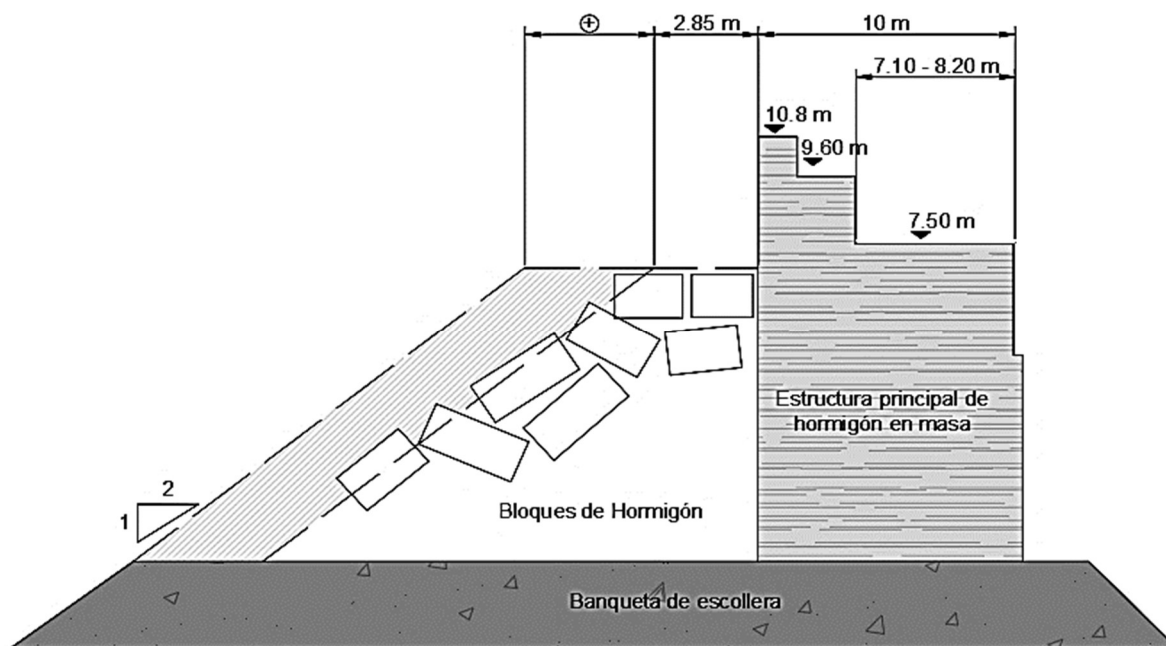 ⊕
2.85 m
10 m
7.10 - 8.20 m
10.8 m
9.60 m
7.50 m
Estructura principal de
hormigón en masa
2
1
Bloques de Hormigón
Banqueta de escollera